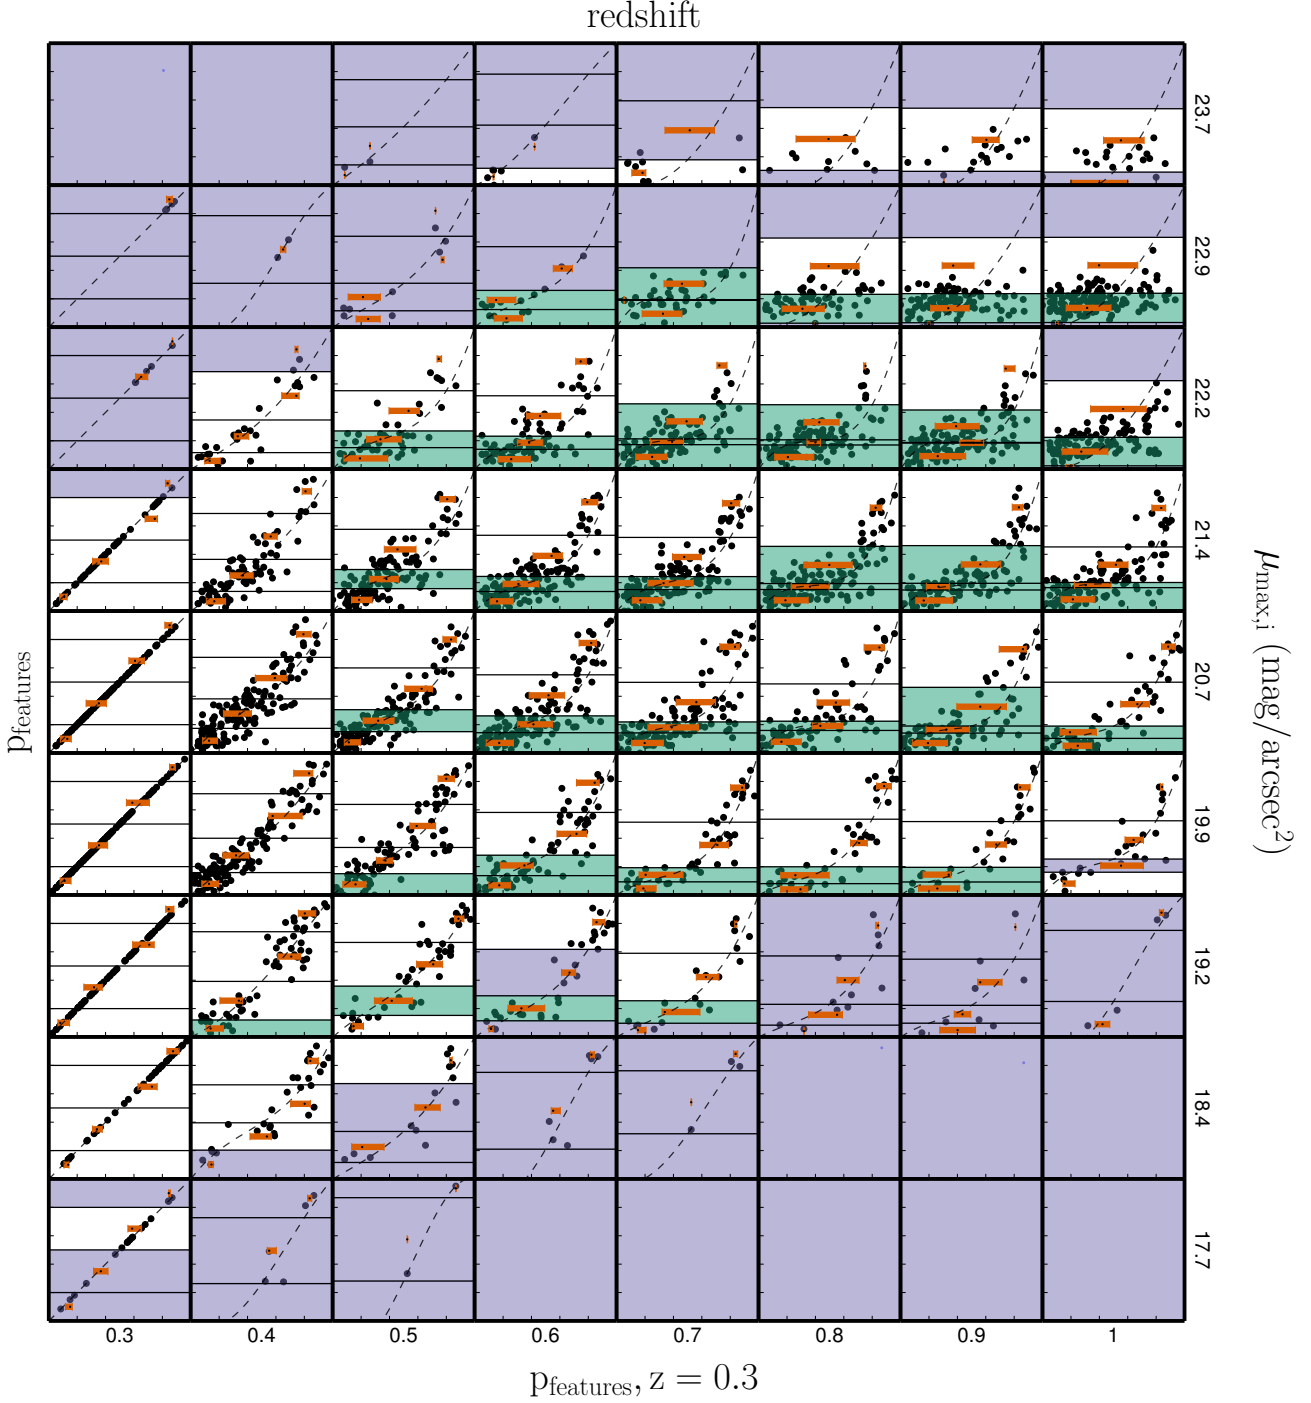 redshift
23.7
22.9
22.2
21.4
20.7
19.9
19.2
18.4
17.7
μmax,i (mag/arcsec²)
pfeatures
0.3 0.4 0.5 0.6 0.7 0.8 0.9 1
pfeatures, z = 0.3